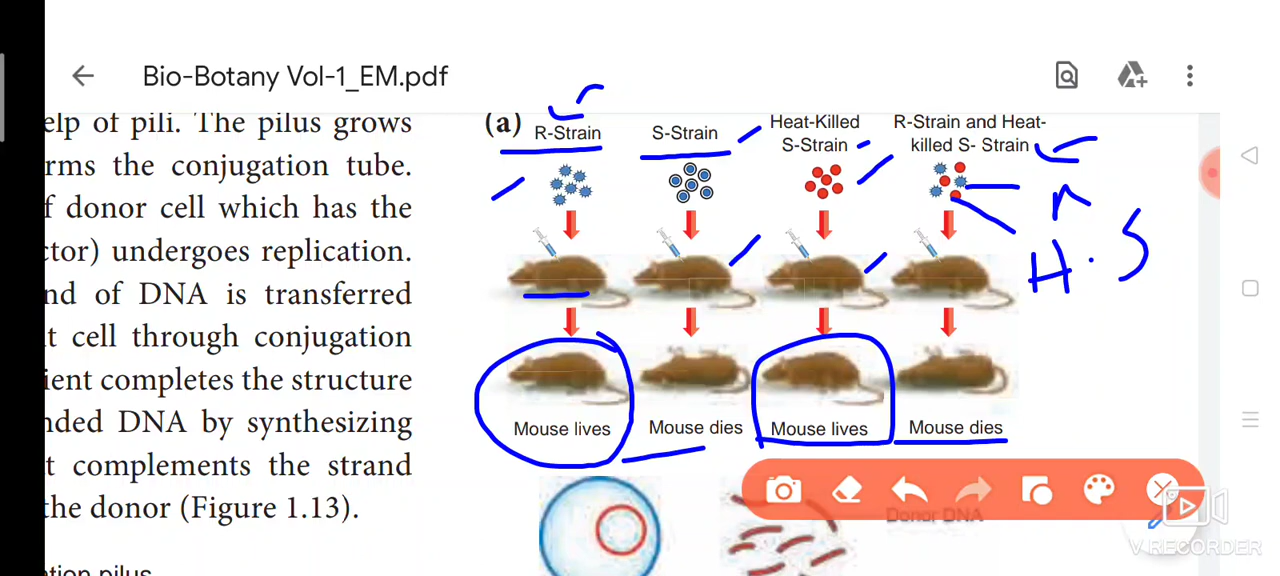 Bio-Botany Vol-1_EM.pdf
elp of pili. The pilus grows
rms the conjugation tube.
f donor cell which has the
ctor) undergoes replication.
nd of DNA is transferred
t cell through conjugation
ient completes the structure
nded DNA by synthesizing
t complements the strand
the donor (Figure 1.13).
ation pilus
(a)
R-Strain
S-Strain
Heat-Killed
S-Strain
R-Strain and Heat-
killed S- Strain
r
H.S
Mouse lives
Mouse dies
Mouse lives
Mouse dies
Donor DNA
V RECORDER